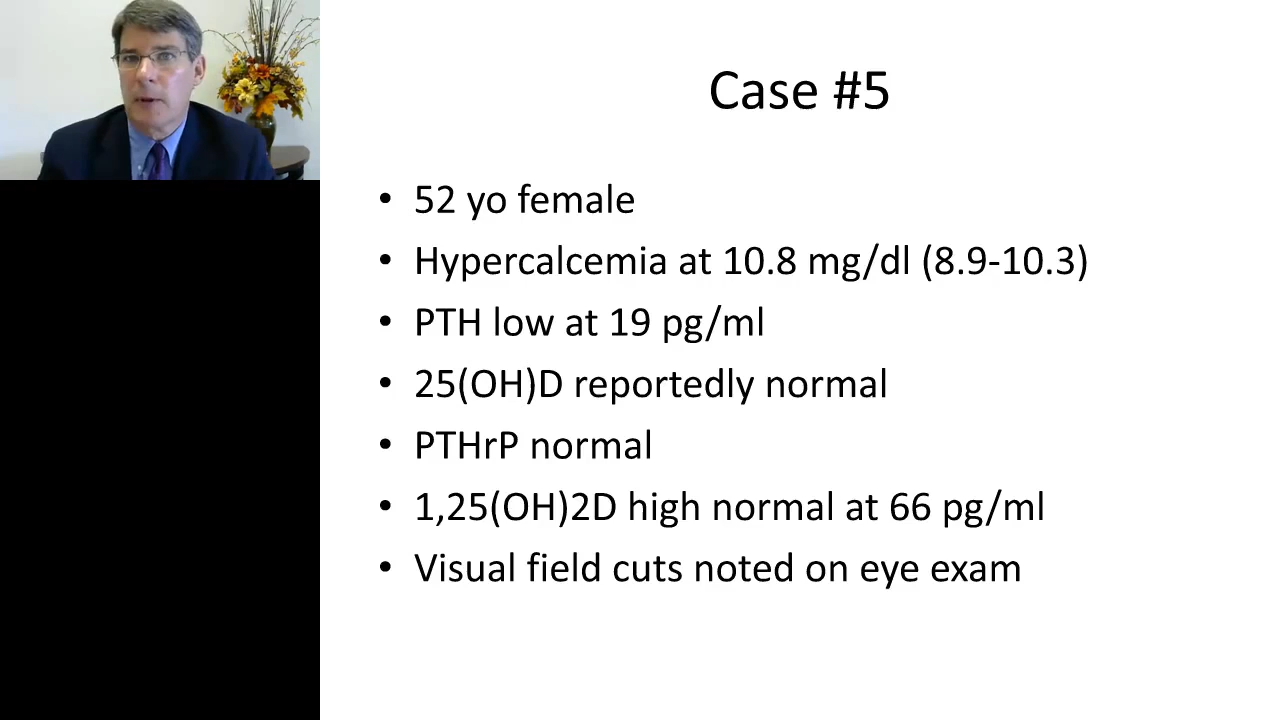 Case #5
• 52 yo female
• Hypercalcemia at 10.8 mg/dl (8.9-10.3)
• PTH low at 19 pg/ml
• 25(OH)D reportedly normal
• PTHrP normal
• 1,25(OH)2D high normal at 66 pg/ml
• Visual field cuts noted on eye exam